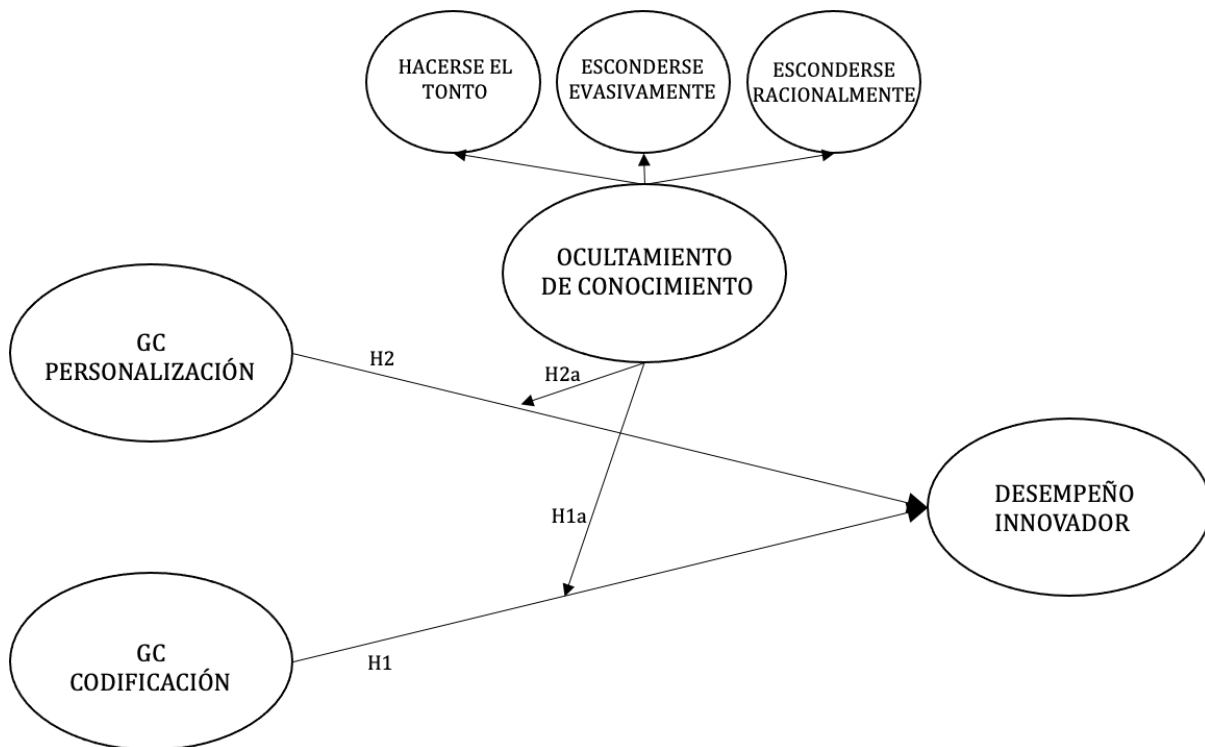 HACERSE EL
TONTO
ESCONDERSE
EVASIVAMENTE
ESCONDERSE
RACIONALMENTE
OCULTAMIENTO
DE CONOCIMIENTO
GC
PERSONALIZACIÓN
H2
H2a
H1a
DESEMPEÑO
INNOVADOR
GC
CODIFICACIÓN
H1